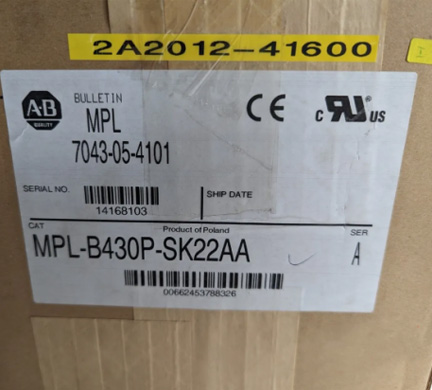 2A2012-41600
A-B
QUALITY
BULLETIN
MPL
7043-05-4101
CE
c RU US
SERIAL NO.
14168103
SHIP DATE
CAT
Product of Poland
SER
MPL-B430P-SK22AA
A
00662453788326